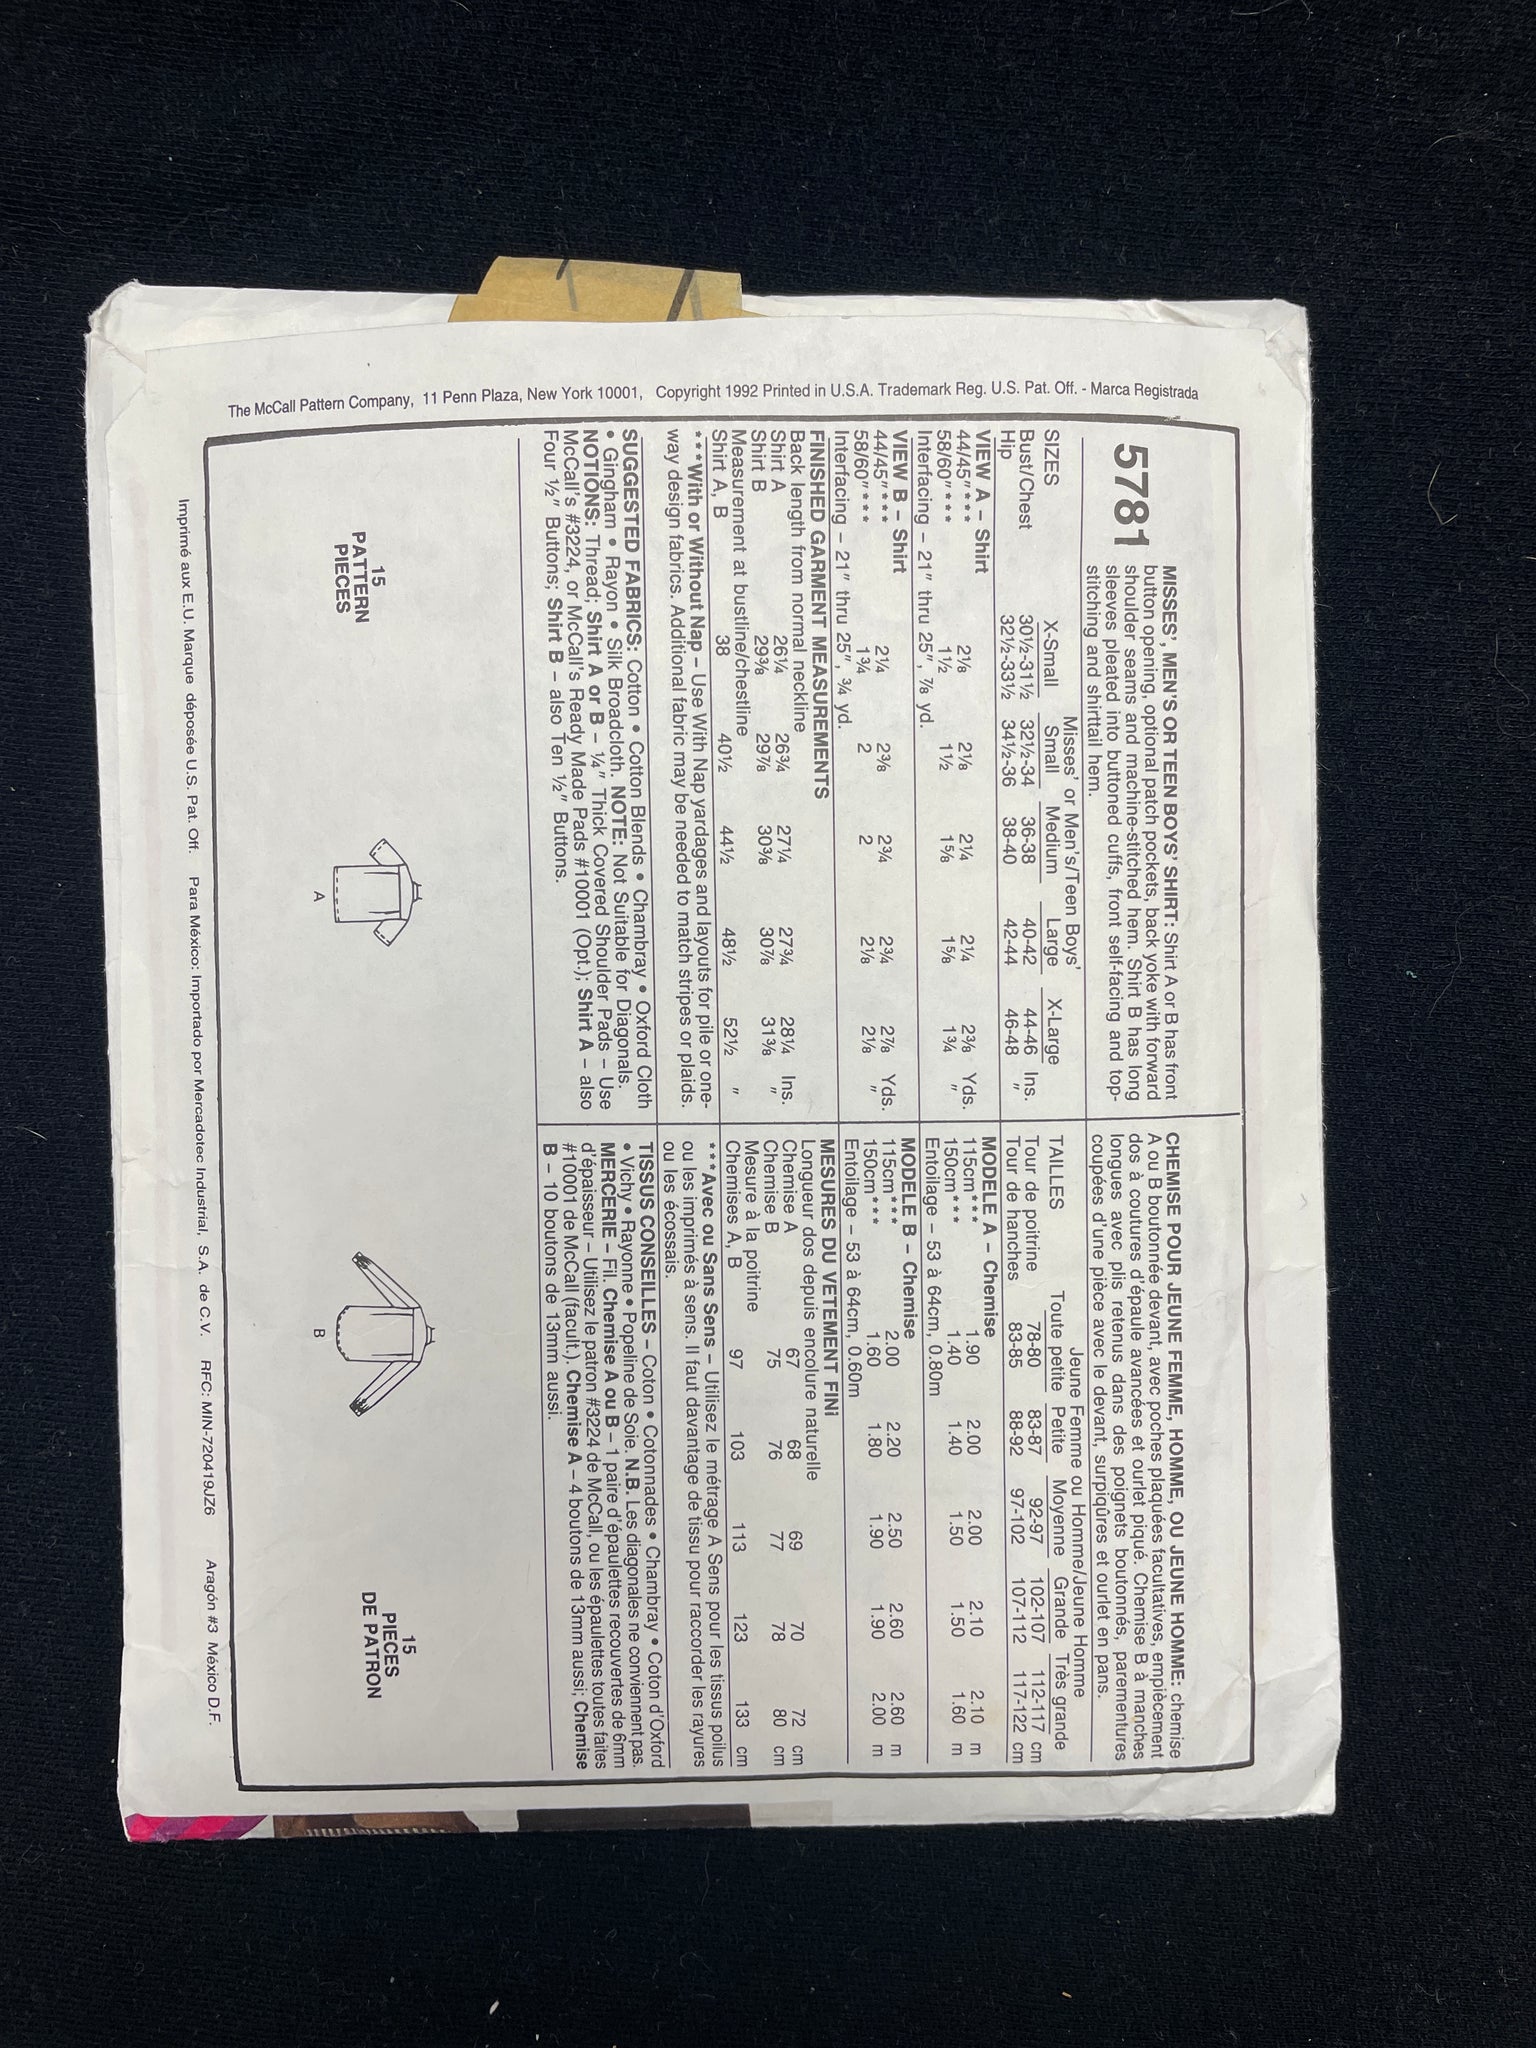 5781
MISSES', MEN'S OR TEEN BOYS' SHIRT: Shirt A or B has front
button opening, optional patch pockets, back yoke with forward
shoulder seams and machine-stitched hem. Shirt B has long
sleeves pleated into buttoned cuffs, front self-facing and top-
stitching and shirttail hem.
Misses' or Men's/Teen Boys'
SIZES X-Small Small Medium Large X-Large
Bust/Chest 30½-31½ 32½-34 36-38 40-42 44-46 Ins.
Hip 32½-33½ 34½-36 38-40 42-44 46-48 "
VIEW A – Shirt
44/45"*** 2⅛ 2⅛ 2¼ 2¼ 2⅜ Yds.
58/60"*** 1½ 1½ 1⅝ 1⅝ 1¾ "
Interfacing – 21" thru 25", ⅞ yd.
VIEW B – Shirt
44/45"*** 2¼ 2⅜ 2¾ 2¾ 2⅞ Yds.
58/60"*** 1¾ 2 2 2⅛ 2⅛ "
Interfacing – 21" thru 25", ¾ yd.
FINISHED GARMENT MEASUREMENTS
Back length from normal neckline
Shirt A 26¼ 26¾ 27¼ 27¾ 28¼ Ins.
Shirt B 29⅜ 29⅞ 30⅜ 30⅞ 31⅜ "
Measurement at bustline/chestline
Shirt A, B 38 40½ 44½ 48½ 52½ "
***With or Without Nap – Use With Nap yardages and layouts for pile or one-
way design fabrics. Additional fabric may be needed to match stripes or plaids.
SUGGESTED FABRICS: Cotton • Cotton Blends • Chambray • Oxford Cloth
• Gingham • Rayon • Silk Broadcloth. NOTE: Not Suitable for Diagonals.
NOTIONS: Thread; Shirt A or B – ¼" Thick Covered Shoulder Pads – Use
McCall's #3224, or McCall's Ready Made Pads #10001 (Opt.); Shirt A – also
Four ½" Buttons; Shirt B – also Ten ½" Buttons.
CHEMISE POUR JEUNE FEMME, HOMME, OU JEUNE HOMME: chemise
A ou B boutonnée devant, avec poches plaquées facultatives, empiècement
dos à coutures d'épaule avancées et ourlet piqué. Chemise B à manches
longues avec plis retenus dans des poignets boutonnés, parementures
coupées d'une pièce avec le devant, surpiqûres et ourlet en pans.
Jeune Femme ou Homme/Jeune Homme
TAILLES Toute petite Petite Moyenne Grande Très grande
Tour de poitrine 78-80 83-87 92-97 102-107 112-117 cm
Tour de hanches 83-85 88-92 97-102 107-112 117-122 cm
MODELE A – Chemise
115cm*** 1.90 2.00 2.00 2.10 2.10 m
150cm*** 1.40 1.40 1.50 1.50 1.60 m
Entoilage – 53 à 64cm, 0.80m
MODELE B – Chemise
115cm*** 2.00 2.20 2.50 2.60 2.60 m
150cm*** 1.60 1.80 1.90 1.90 2.00 m
Entoilage – 53 à 64cm, 0.60m
MESURES DU VETEMENT FINI
Longueur dos depuis encolure naturelle
Chemise A 67 68 69 70 72 cm
Chemise B 75 76 77 78 80 cm
Mesure à la poitrine
Chemises A, B 97 103 113 123 133 cm
***Avec ou Sans Sens – Utilisez le métrage A Sens pour les tissus poilus
ou les imprimés à sens. Il faut davantage de tissu pour raccorder les rayures
ou les écossais.
TISSUS CONSEILLES – Coton • Cotonnades • Chambray • Coton d'Oxford
• Vichy • Rayonne • Popeline de Soie. N.B. Les diagonales ne conviennent pas.
MERCERIE – Fil. Chemise A ou B – 1 paire d'épaulettes recouvertes de 6mm
d'épaisseur – Utilisez le patron #3224 de McCall, ou les épaulettes toutes faites
#10001 de McCall (facult.). Chemise A – 4 boutons de 13mm aussi; Chemise
B – 10 boutons de 13mm aussi.
15
PATTERN
PIECES
A
B
15
PIECES
DE PATRON
The McCall Pattern Company, 11 Penn Plaza, New York 10001, Copyright 1992 Printed in U.S.A. Trademark Reg. U.S. Pat. Off. - Marca Registrada
Imprimé aux E.U. Marque déposée U.S. Pat. Off. Para México: Importado por Mercadotec Industrial, S.A. de C.V. RFC: MIN-720419JZ6 Aragón #3 México D.F.